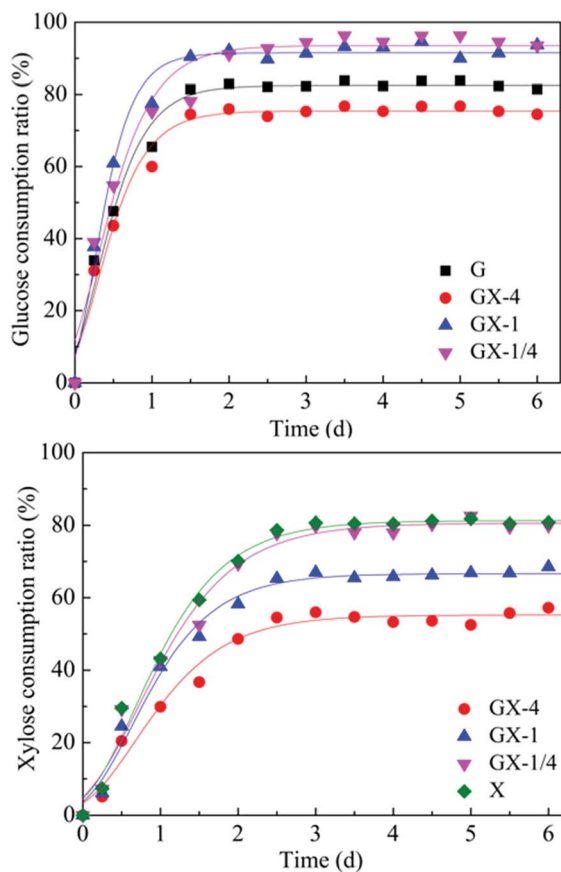 Glucose consumption ratio (%)
100
80
60
40
20
0
G
GX-4
GX-1
GX-1/4
0 1 2 3 4 5 6
Time (d)
Xylose consumption ratio (%)
100
80
60
40
20
0
GX-4
GX-1
GX-1/4
X
0 1 2 3 4 5 6
Time (d)